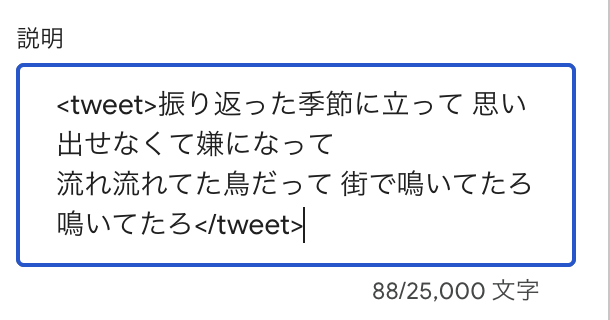 説明
<tweet>振り返った季節に立って 思い
出せなくて嫌になって
流れ流れてた鳥だって 街で鳴いてたろ
鳴いてたろ</tweet>
88/25,000 文字